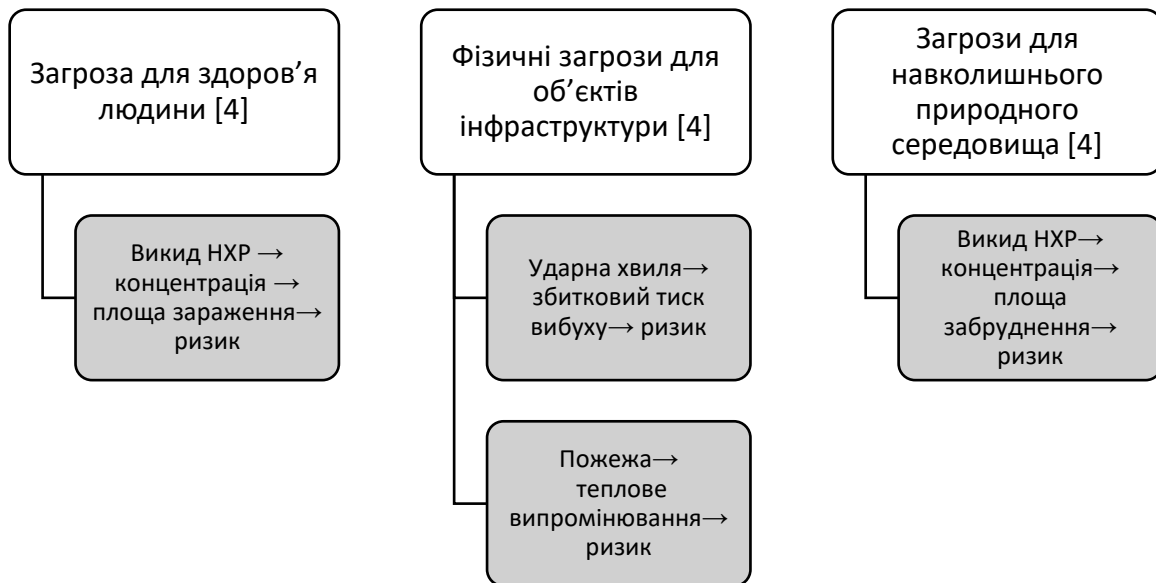 Загроза для здоров’я
людини [4]
Викид НХР →
концентрація →
площа зараження→
ризик
Фізичні загрози для
об’єктів
інфраструктури [4]
Ударна хвиля→
збитковий тиск
вибуху→ ризик
Пожежа→
теплове
випромінювання→
ризик
Загрози для
навколишнього
природного
середовища [4]
Викид НХР→
концентрація→
площа
забруднення→
ризик